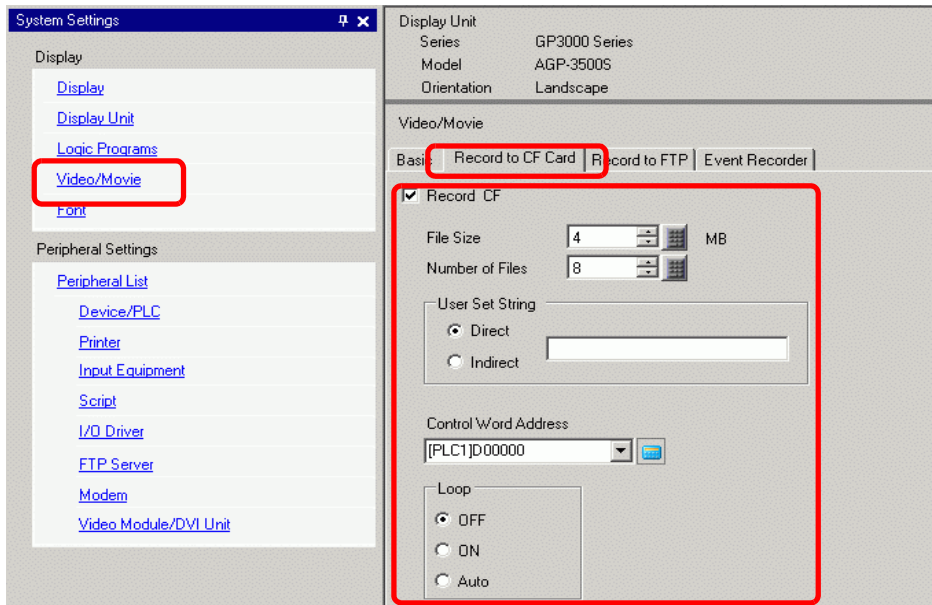 System Settings
Display
Display
Display Unit
Logic Programs
Video/Movie
Font
Peripheral Settings
Peripheral List
Device/PLC
Printer
Input Equipment
Script
I/O Driver
FTP Server
Modem
Video Module/DVI Unit
Display Unit
Series GP3000 Series
Model AGP-3500S
Orientation Landscape
Video/Movie
Basic Record to CF Card Record to FTP Event Recorder
Record CF
File Size 4 MB
Number of Files 8
User Set String
Direct
Indirect
Control Word Address
[PLC1]D00000
Loop
OFF
ON
Auto